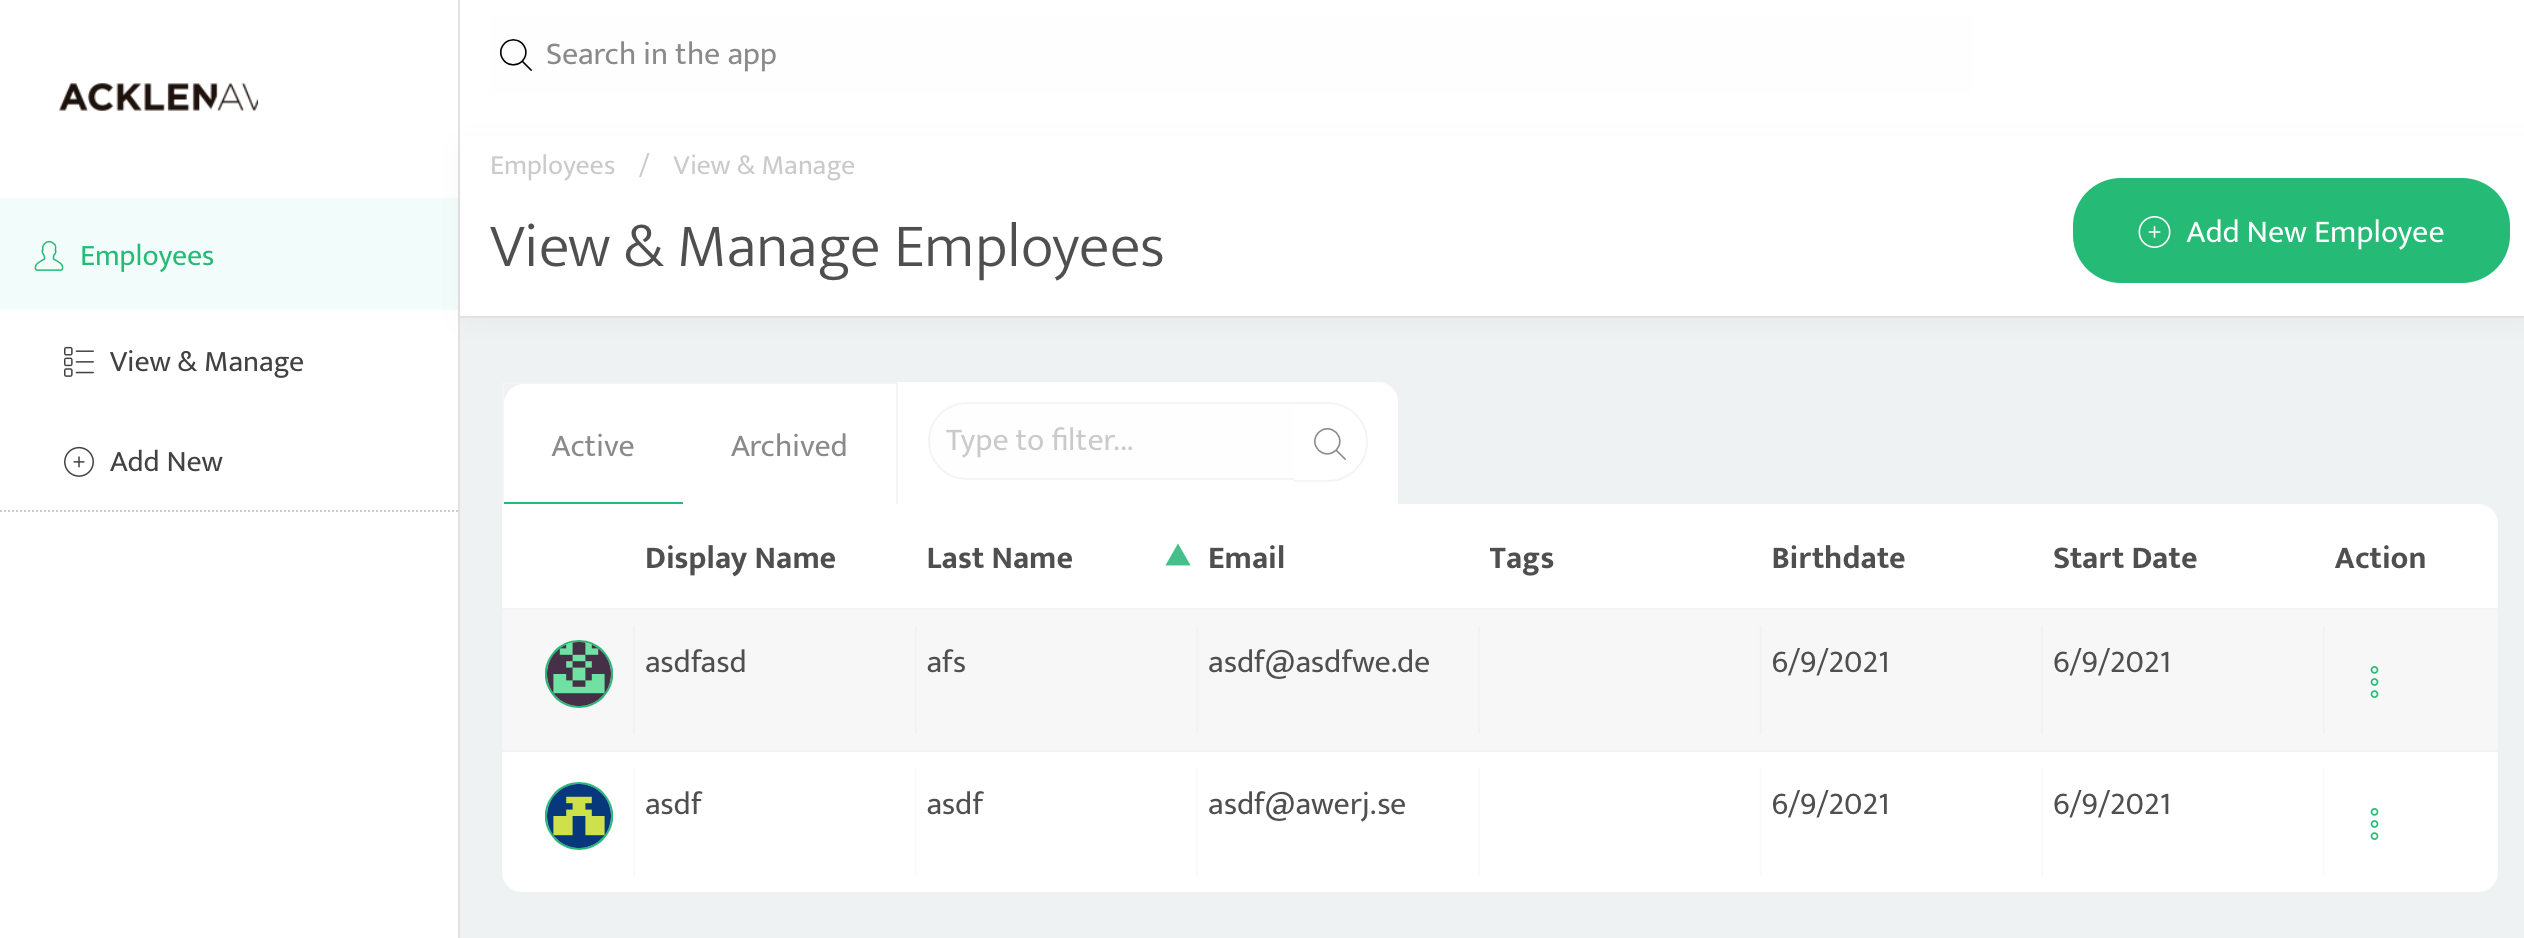 Search in the app
ACKLENAV
Employees / View & Manage
View & Manage Employees
Add New Employee
Employees
View & Manage
Add New
Active Archived Type to filter...
Display Name Last Name Email Tags Birthdate Start Date Action
asdfasd afs asdf@asdfwe.de 6/9/2021 6/9/2021
asdf asdf asdf@awerj.se 6/9/2021 6/9/2021